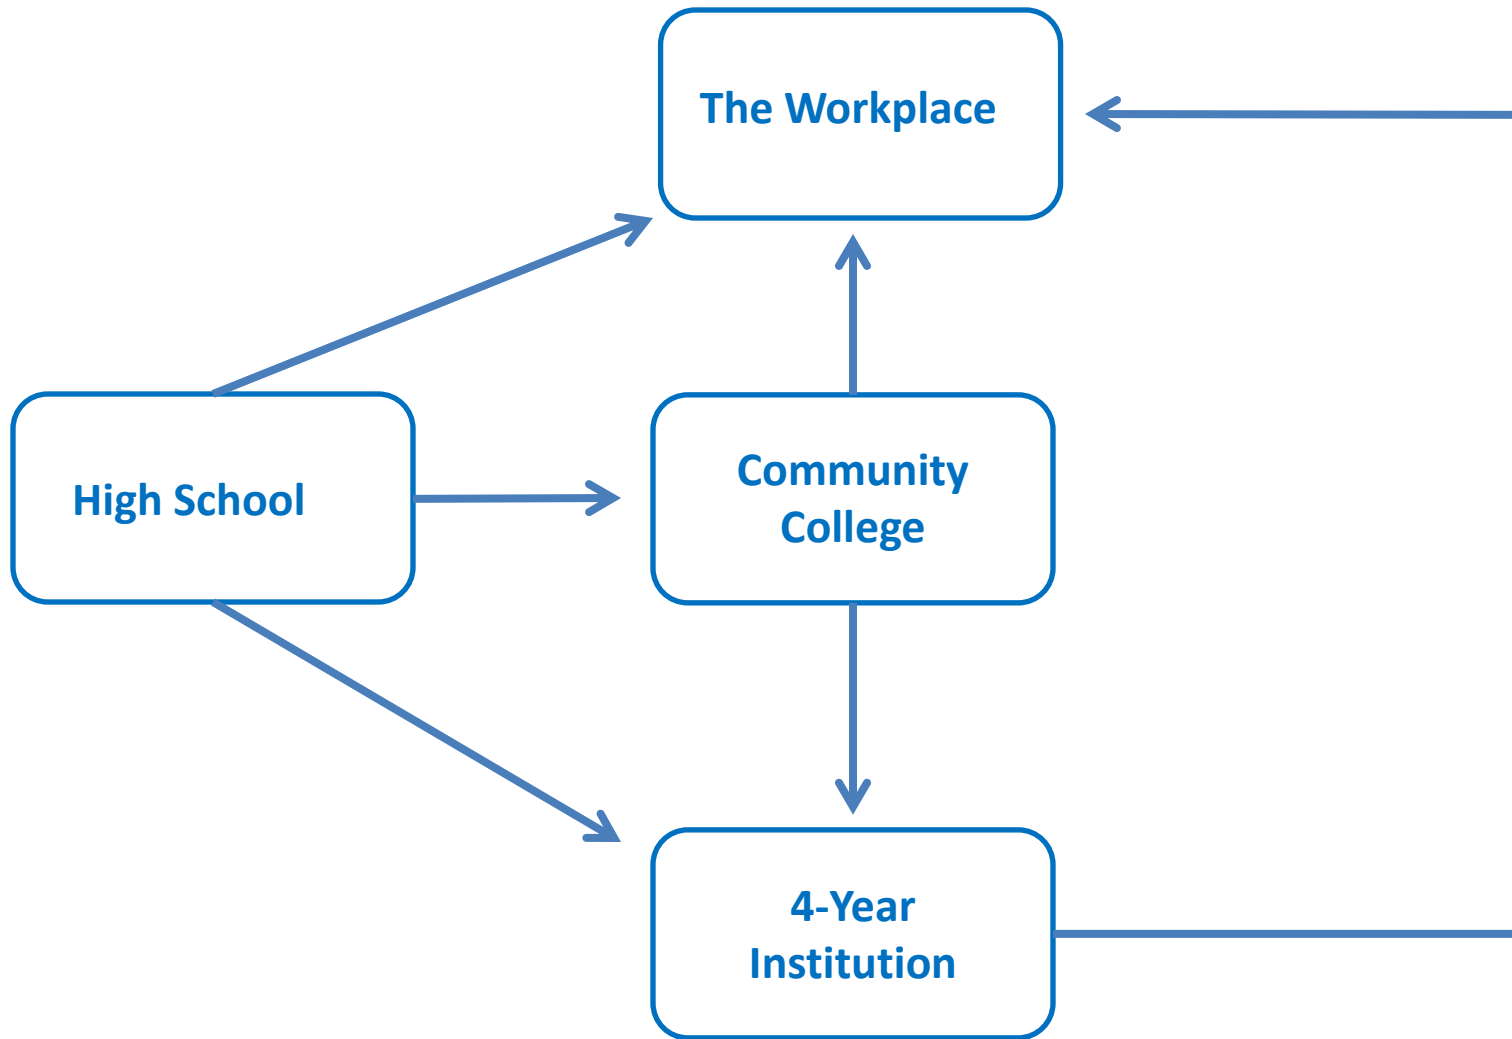 The Workplace
High School
Community
College
4-Year
Institution